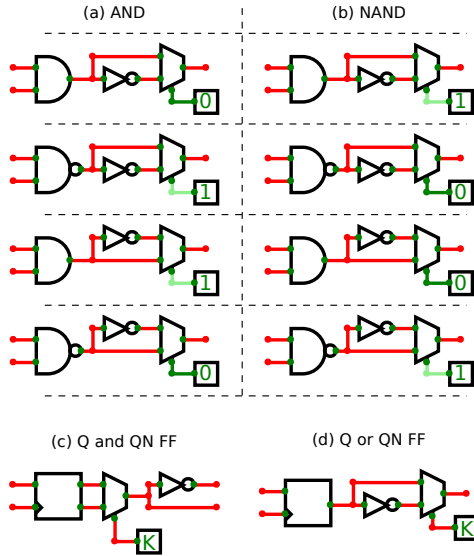 (a) AND (b) NAND
0 1
1 0
1 0
0 1
(c) Q and QN FF (d) Q or QN FF
K K